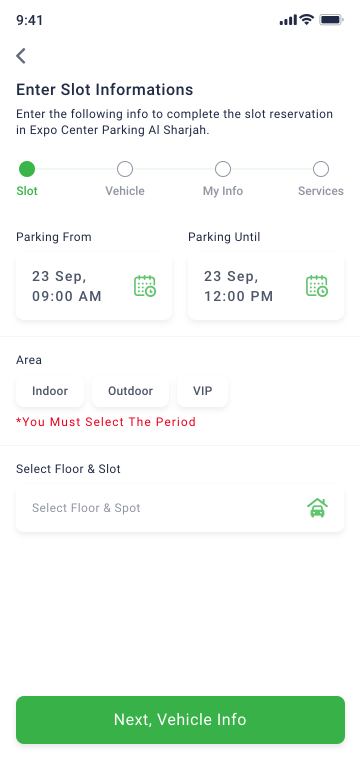 9:41
Enter Slot Informations
Enter the following info to complete the slot reservation
in Expo Center Parking Al Sharjah.
Slot
Vehicle
My Info
Services
Parking From
Parking Until
23 Sep,
09:00 AM
23 Sep,
12:00 PM
Area
Indoor
Outdoor
VIP
*You Must Select The Period
Select Floor & Slot
Select Floor & Spot
Next, Vehicle Info